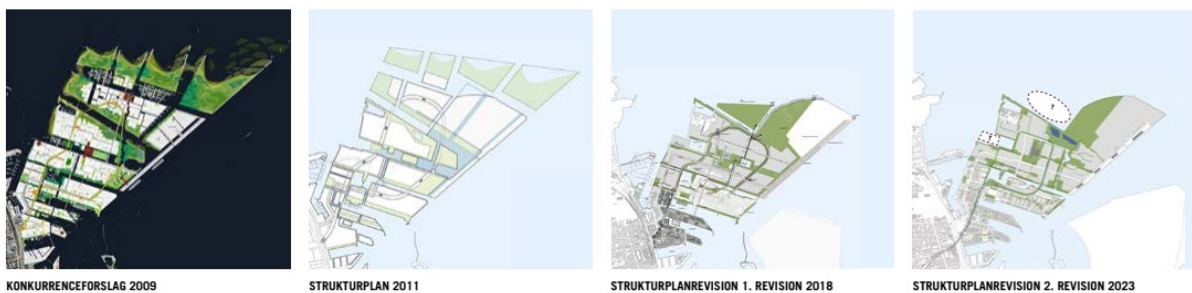 KONKURRENCEFORSLAG 2009
STRUKTURPLAN 2011
STRUKTURPLANREVISION 1. REVISION 2018
STRUKTURPLANREVISION 2. REVISION 2023